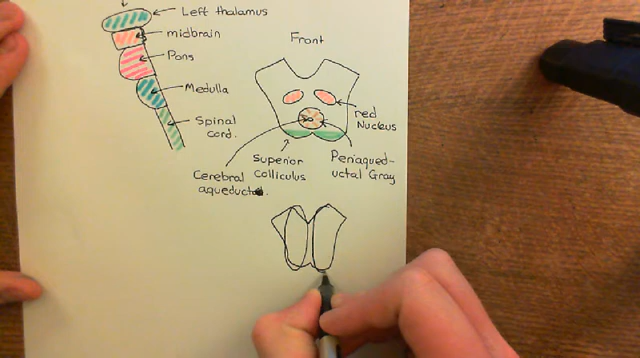 Left thalamus
midbrain
Pons
Medulla
Spinal
cord.
Front
red
Nucleus
Superior
colliculus
Periaqued-
uctal Gray
Cerebral
aqueduct.